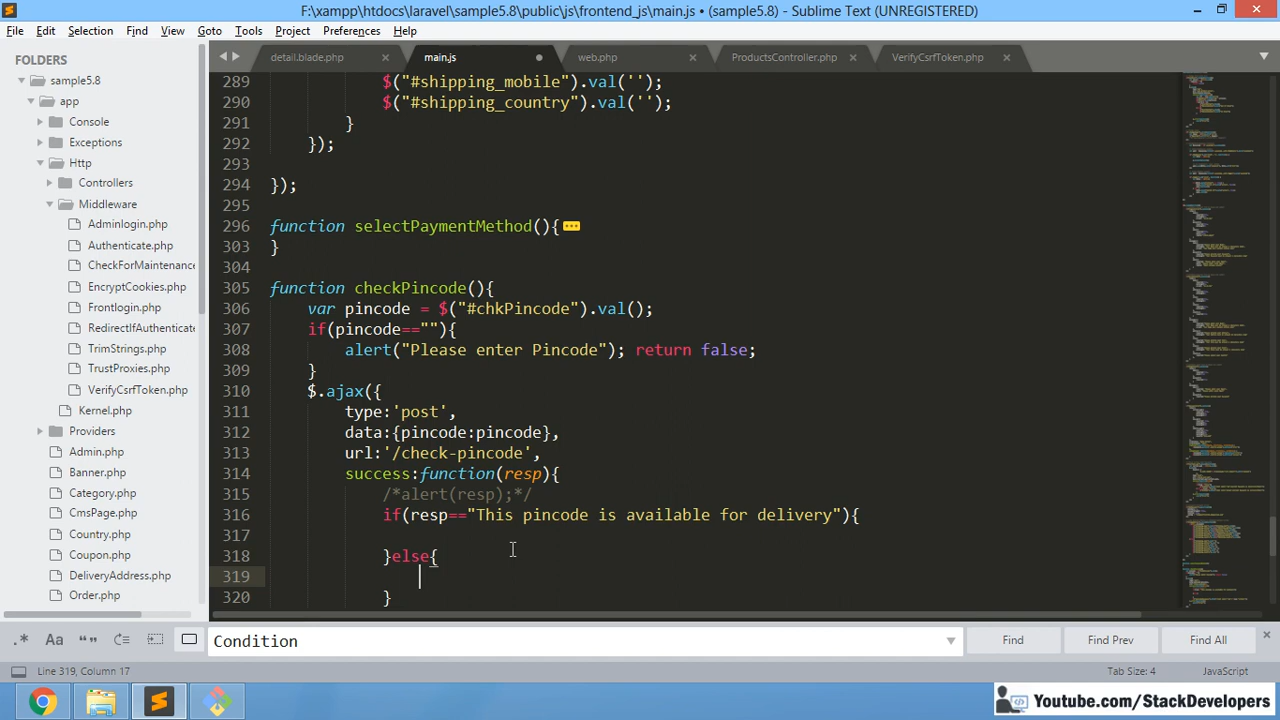 F:\xampp\htdocs\laravel\sample5.8\public\js\frontend_js\main.js • (sample5.8) - Sublime Text (UNREGISTERED)
File Edit Selection Find View Goto Tools Project Preferences Help
FOLDERS
sample5.8
app
Console
Exceptions
Http
Controllers
Middleware
Adminlogin.php
Authenticate.php
CheckForMaintenance
EncryptCookies.php
Frontlogin.php
RedirectIfAuthenticate
TrimStrings.php
TrustProxies.php
VerifyCsrfToken.php
Kernel.php
Providers
Admin.php
Banner.php
Category.php
CmsPage.php
Country.php
Coupon.php
DeliveryAddress.php
Order.php
detail.blade.php main.js web.php ProductsController.php VerifyCsrfToken.php
289 $("#shipping_mobile").val('');
290 $("#shipping_country").val('');
291 }
292 });
293
294 });
295
296 function selectPaymentMethod(){
303 }
304
305 function checkPincode(){
306 var pincode = $("#chkPincode").val();
307 if(pincode==""){
308 alert("Please enter Pincode"); return false;
309 }
310 $.ajax({
311 type:'post',
312 data:{pincode:pincode},
313 url:'/check-pincode',
314 success:function(resp){
315 /*alert(resp);*/
316 if(resp=="This pincode is available for delivery"){
317
318 }else{
319
320 }
.* Aa “ ” Condition Find Find Prev Find All
Line 319, Column 17 Tab Size: 4 JavaScript
Youtube.com/StackDevelopers